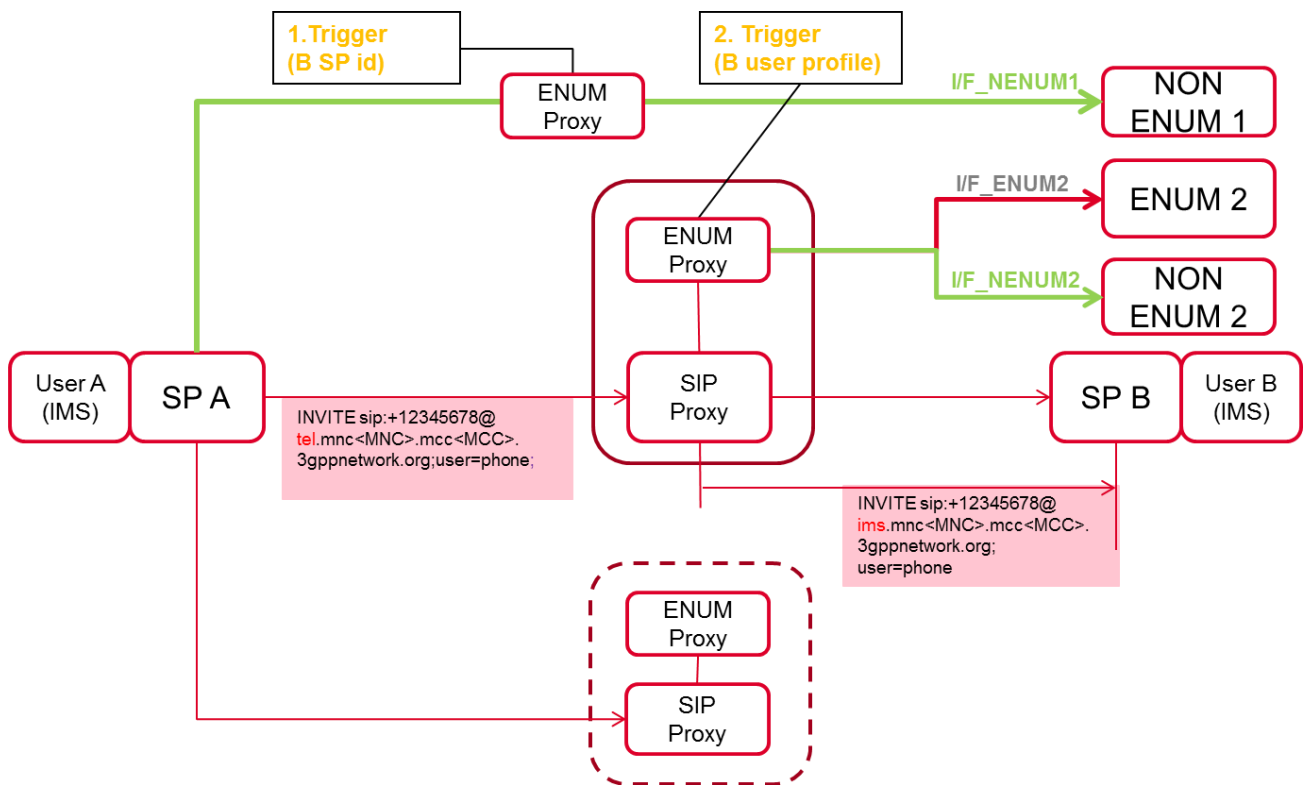 1.Trigger
(B SP id)
2. Trigger
(B user profile)
ENUM
Proxy
I/F_NENUM1
NON
ENUM 1
I/F_ENUM2
ENUM 2
ENUM
Proxy
I/F_NENUM2
NON
ENUM 2
User A
(IMS)
SP A
SIP
Proxy
SP B
User B
(IMS)
INVITE sip:+12345678@
tel.mnc<MNC>.mcc<MCC>.
3gppnetwork.org;user=phone;
INVITE sip:+12345678@
ims.mnc<MNC>.mcc<MCC>.
3gppnetwork.org;
user=phone
ENUM
Proxy
SIP
Proxy